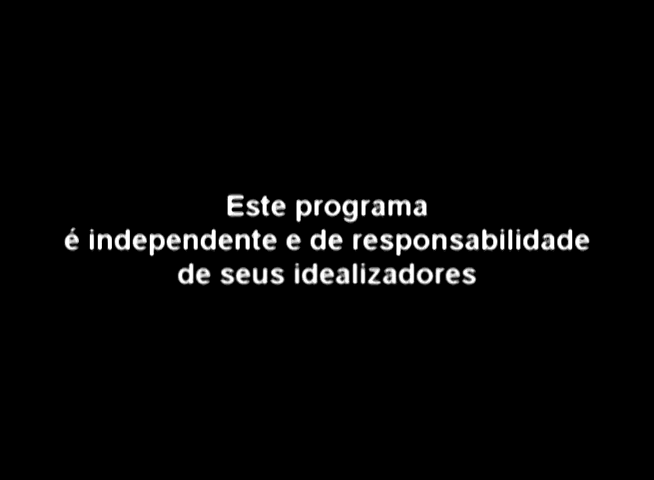 Este programa
é independente e de responsabilidade
de seus idealizadores